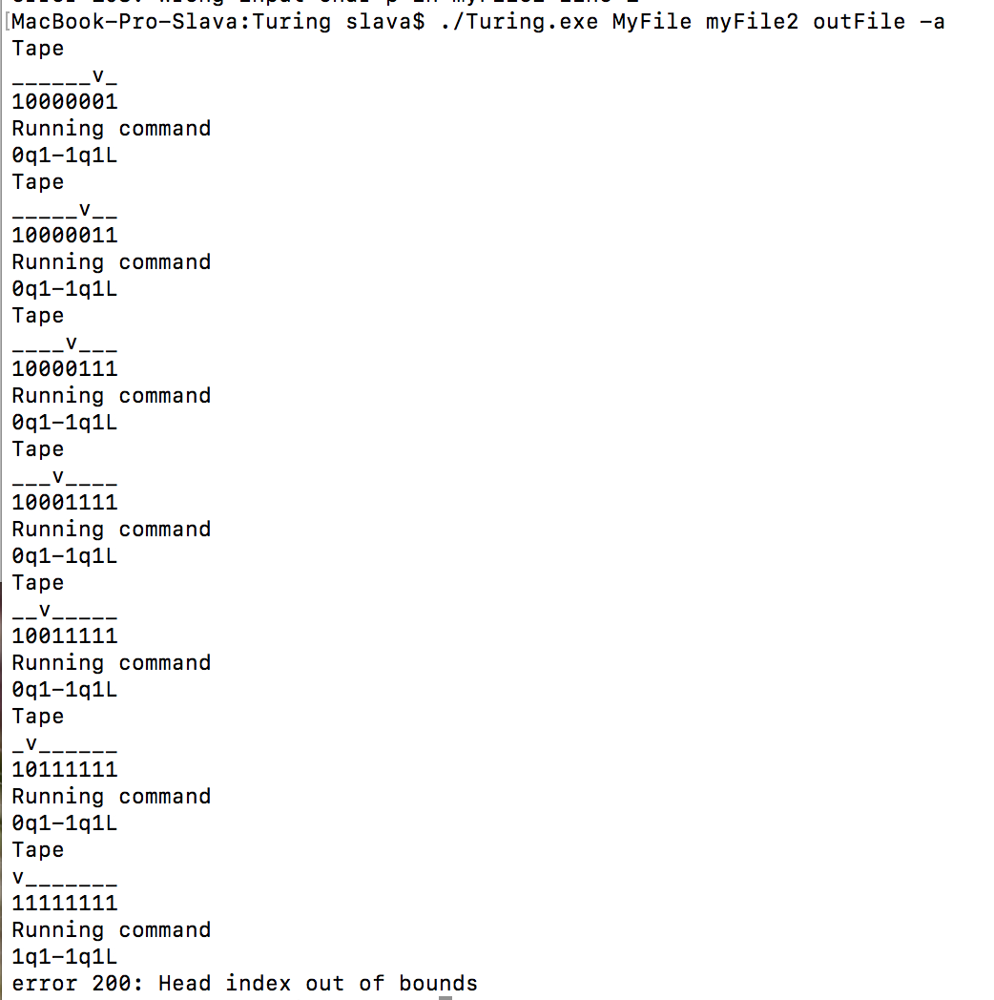 [MacBook-Pro-Slava:Turing slava$ ./Turing.exe MyFile myFile2 outFile -a
Tape
______v_
10000001
Running command
0q1-1q1L
Tape
_____v__
10000011
Running command
0q1-1q1L
Tape
____v___
10000111
Running command
0q1-1q1L
Tape
___v____
10001111
Running command
0q1-1q1L
Tape
__v_____
10011111
Running command
0q1-1q1L
Tape
_v______
10111111
Running command
0q1-1q1L
Tape
v_______
11111111
Running command
1q1-1q1L
error 200: Head index out of bounds